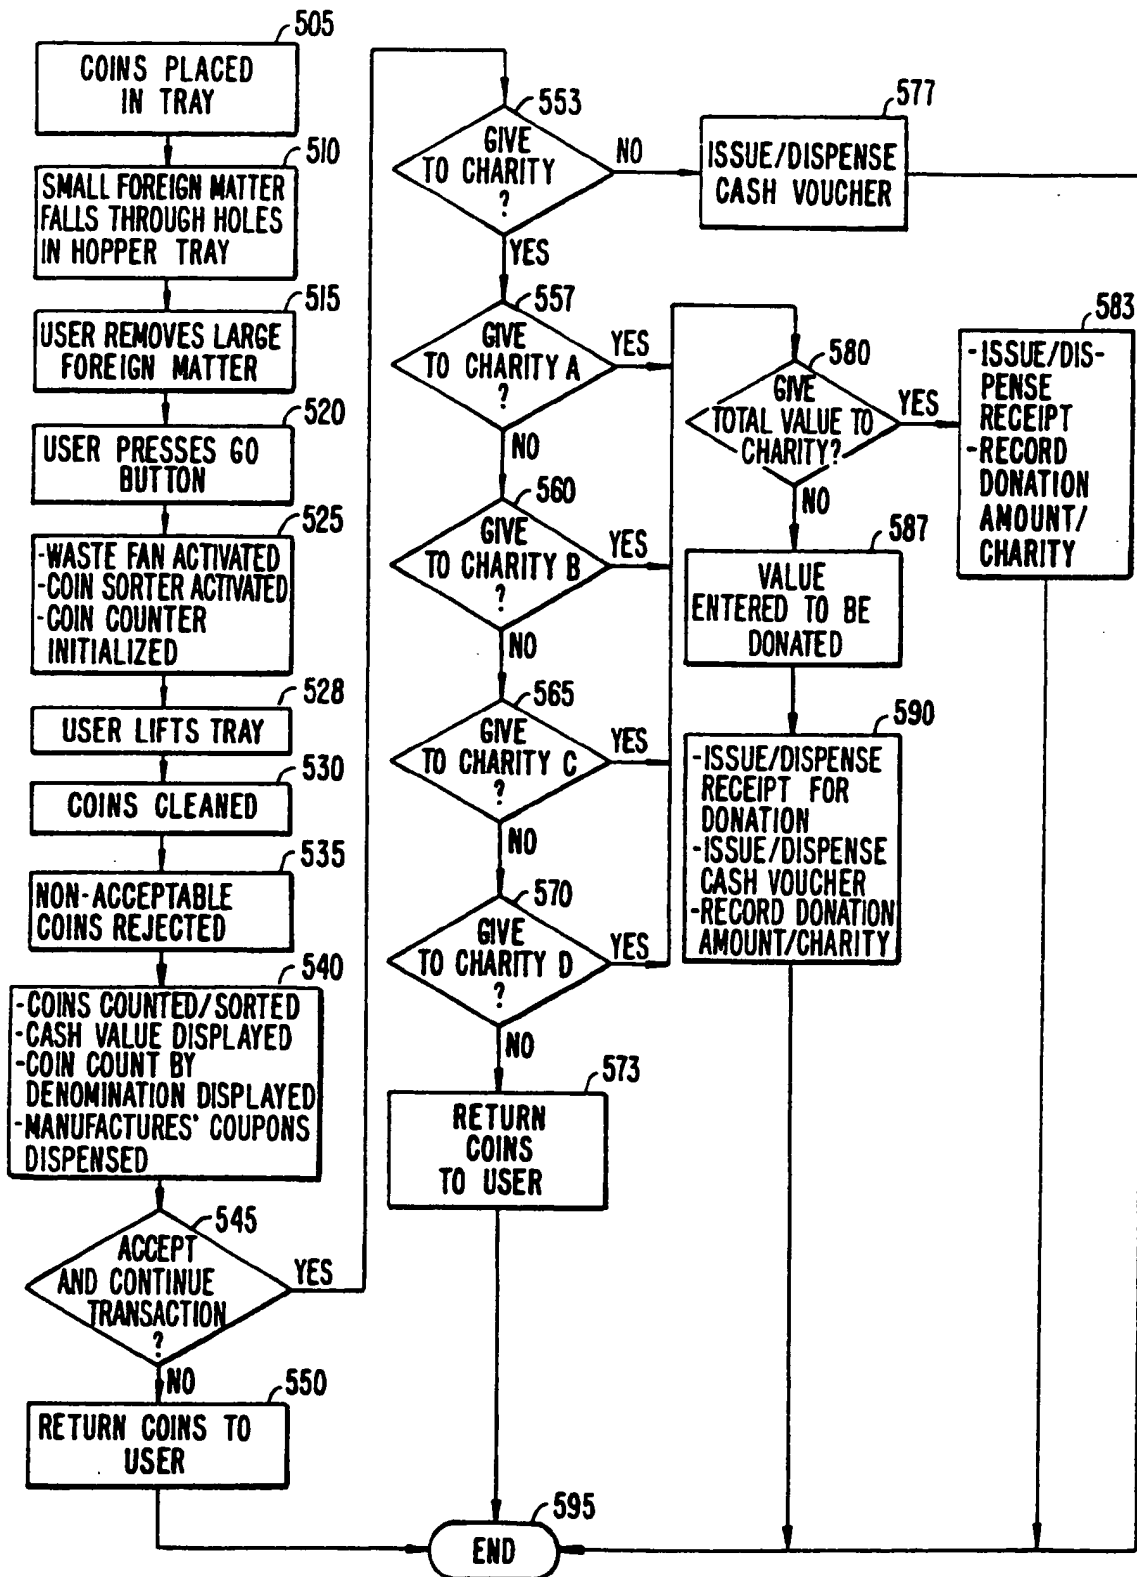 505
COINS PLACED
IN TRAY
510
SMALL FOREIGN MATTER
FALLS THROUGH HOLES
IN HOPPER TRAY
515
USER REMOVES LARGE
FOREIGN MATTER
520
USER PRESSES GO
BUTTON
525
-WASTE FAN ACTIVATED
-COIN SORTER ACTIVATED
-COIN COUNTER
INITIALIZED
528
USER LIFTS TRAY
530
COINS CLEANED
535
NON-ACCEPTABLE
COINS REJECTED
540
-COINS COUNTED/SORTED
-CASH VALUE DISPLAYED
-COIN COUNT BY
DENOMINATION DISPLAYED
-MANUFACTURES' COUPONS
DISPENSED
545
ACCEPT
AND CONTINUE
TRANSACTION
?
YES
NO
550
RETURN COINS TO
USER
553
GIVE
TO CHARITY
?
NO
YES
577
ISSUE/DISPENSE
CASH VOUCHER
557
GIVE
TO CHARITY A
?
YES
NO
560
GIVE
TO CHARITY B
?
YES
NO
565
GIVE
TO CHARITY C
?
YES
NO
570
GIVE
TO CHARITY D
?
YES
NO
573
RETURN
COINS
TO USER
580
GIVE
TOTAL VALUE TO
CHARITY?
YES
NO
583
-ISSUE/DIS-
PENSE
RECEIPT
-RECORD
DONATION
AMOUNT/
CHARITY
587
VALUE
ENTERED TO BE
DONATED
590
-ISSUE/DISPENSE
RECEIPT FOR
DONATION
-ISSUE/DISPENSE
CASH VOUCHER
-RECORD DONATION
AMOUNT/CHARITY
595
END